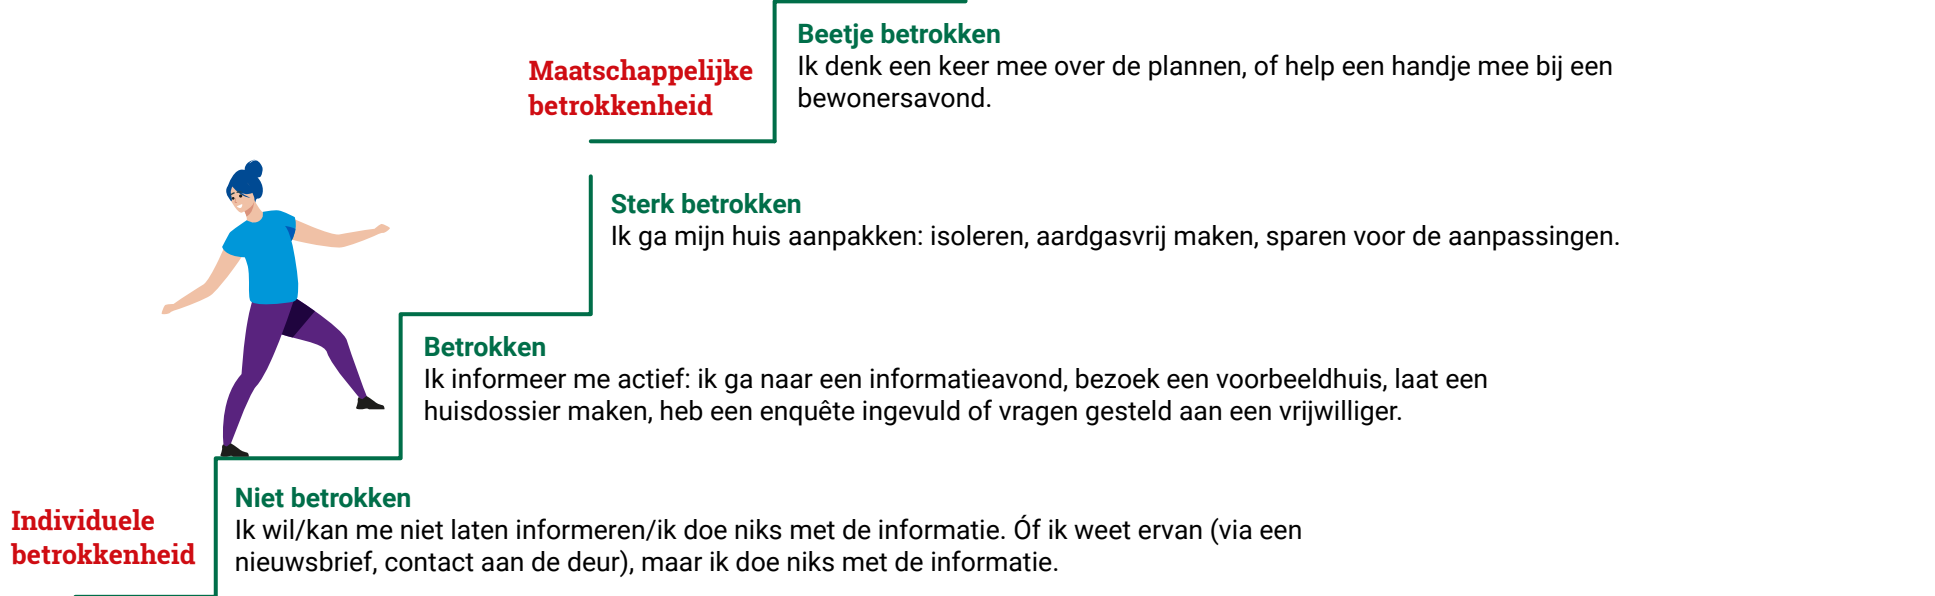 Beetje betrokken
Ik denk een keer mee over de plannen, of help een handje mee bij een
bewonersavond.
Maatschappelijke
betrokkenheid
Sterk betrokken
Ik ga mijn huis aanpakken: isoleren, aardgasvrij maken, sparen voor de aanpassingen.
Betrokken
Ik informeer me actief: ik ga naar een informatieavond, bezoek een voorbeeldhuis, laat een
huisdossier maken, heb een enquête ingevuld of vragen gesteld aan een vrijwilliger.
Niet betrokken
Ik wil/kan me niet laten informeren/ik doe niks met de informatie. Óf ik weet ervan (via een
nieuwsbrief, contact aan de deur), maar ik doe niks met de informatie.
Individuele
betrokkenheid